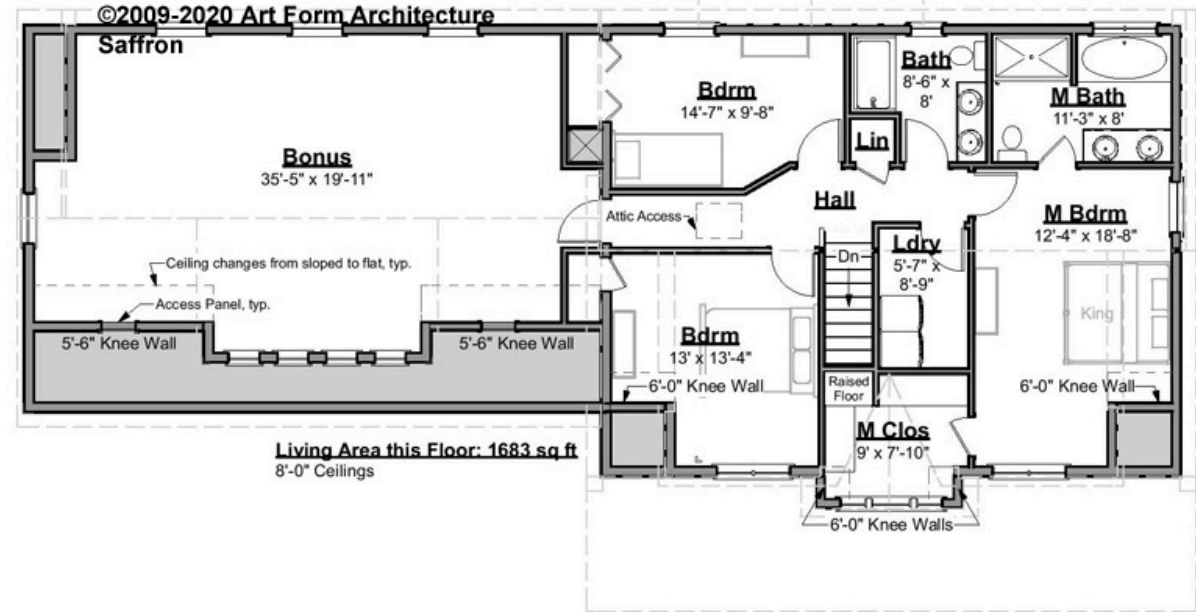 ©2009-2020 Art Form Architecture
Saffron
Bonus
35'-5" x 19'-11"
Ceiling changes from sloped to flat, typ.
Access Panel, typ.
5'-6" Knee Wall
5'-6" Knee Wall
Living Area this Floor: 1683 sq ft
8'-0" Ceilings
Bdrm
14'-7" x 9'-8"
Bath
8'-6" x
8'
M Bath
11'-3" x 8'
Lin
Hall
Attic Access
M Bdrm
12'-4" x 18'-8"
Ldry
5'-7" x
8'-9"
Dn
King
Bdrm
13' x 13'-4"
6'-0" Knee Wall
Raised
Floor
6'-0" Knee Wall
M Clos
9' x 7'-10"
6'-0" Knee Walls